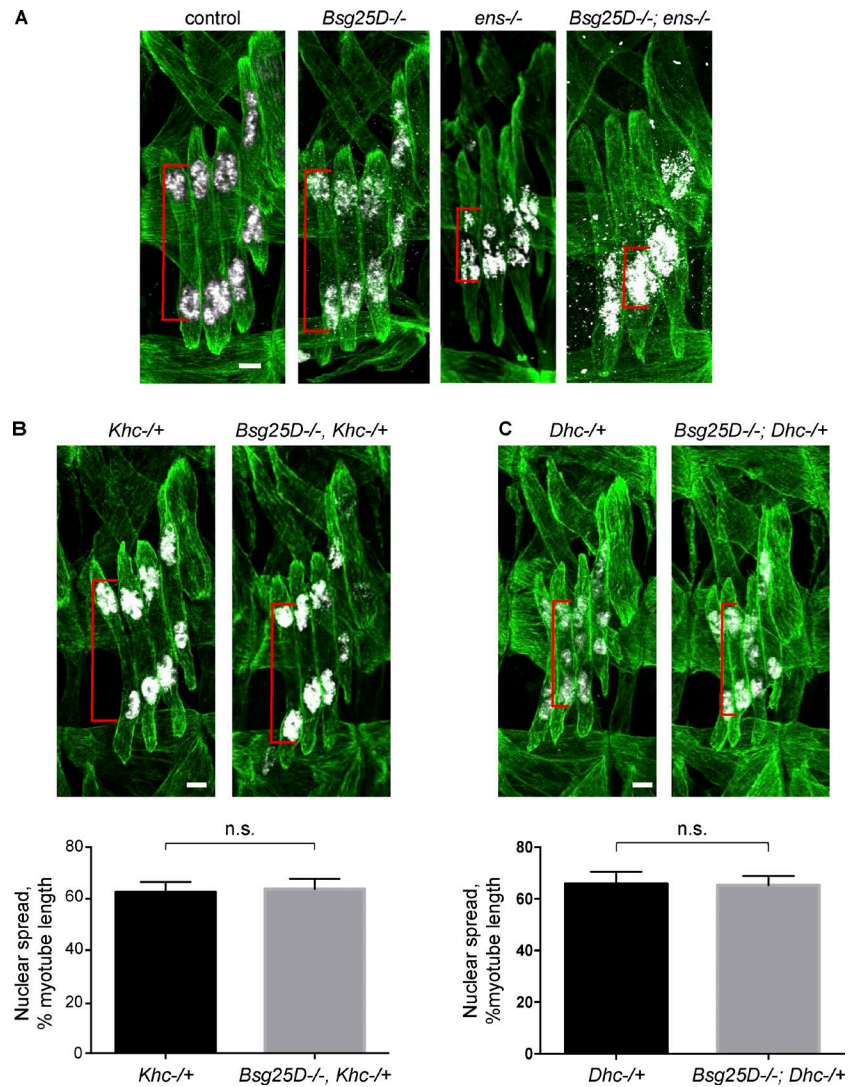 A
control
Bsg25D-/-
ens-/-
Bsg25D-/-; ens-/-
B
Khc-/+
Bsg25D-/-, Khc-/+
C
Dhc-/+
Bsg25D-/-; Dhc-/+
n.s.
80
60
40
20
0
Nuclear spread,
% myotube length
Khc-/+
Bsg25D-/-, Khc-/+
n.s.
80
60
40
20
0
Nuclear spread,
%myotube length
Dhc-/+
Bsg25D-/-; Dhc-/+